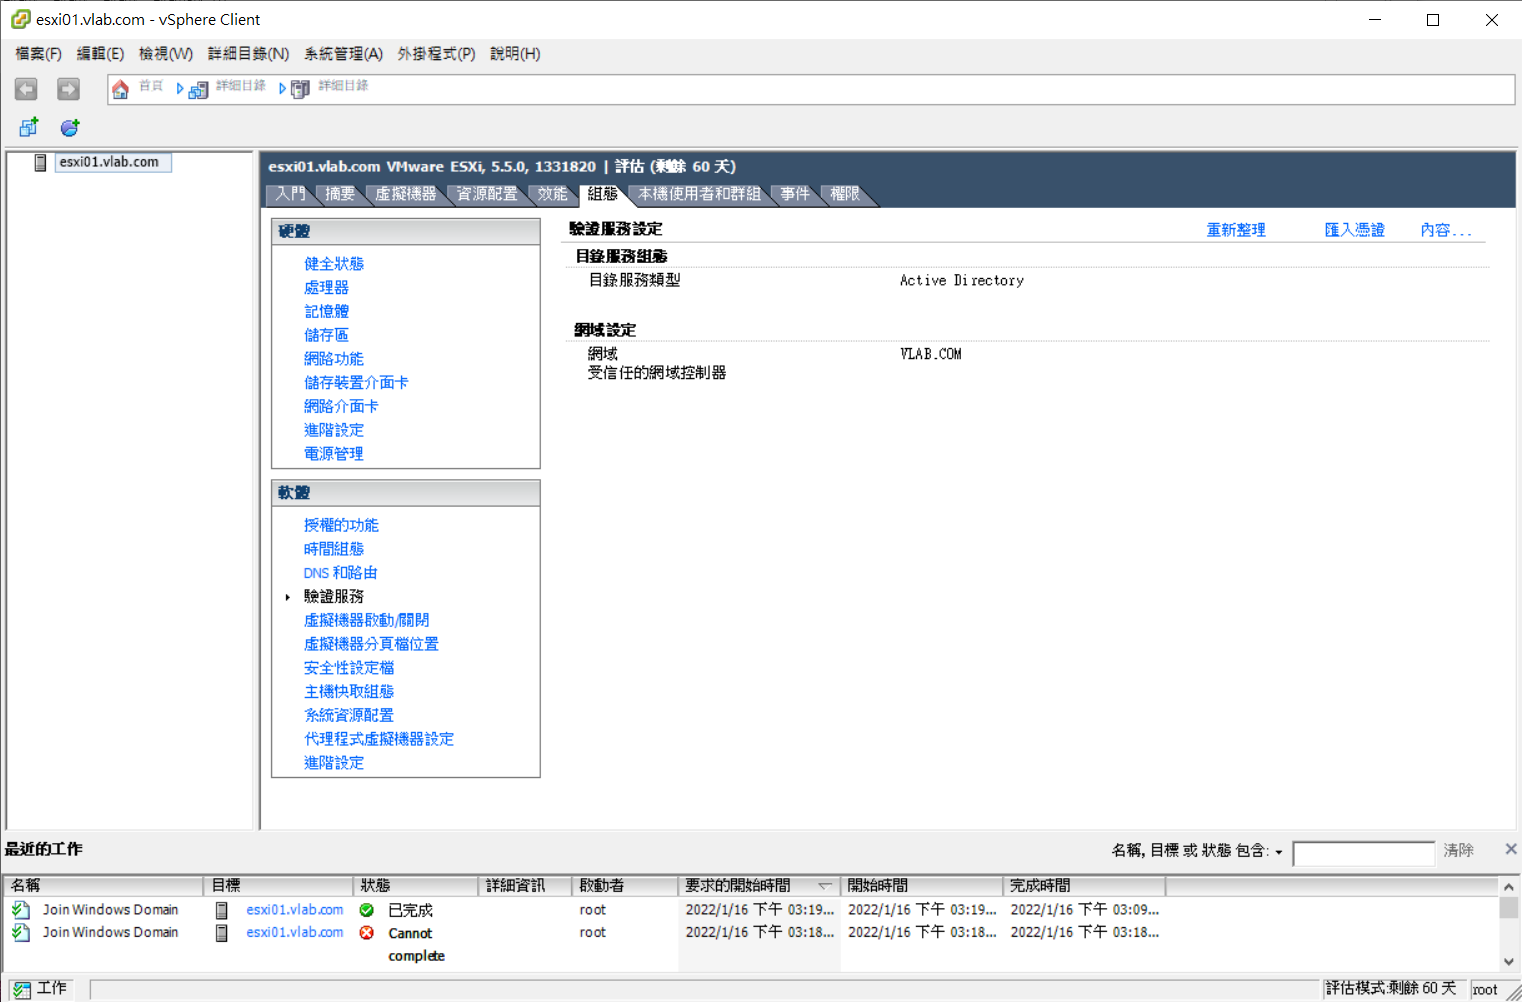 esxi01.vlab.com - vSphere Client
檔案(F) 編輯(E) 檢視(W) 詳細目錄(N) 系統管理(A) 外掛程式(P) 說明(H)
首頁 詳細目錄 詳細目錄
esxi01.vlab.com
esxi01.vlab.com VMware ESXi, 5.5.0, 1331820 | 評估 (剩餘 60 天)
入門 摘要 虛擬機器 資源配置 效能 組態 本機使用者和群組 事件 權限
硬體
健全狀態
處理器
記憶體
儲存區
網路功能
儲存裝置介面卡
網路介面卡
進階設定
電源管理
軟體
授權的功能
時間組態
DNS 和路由
驗證服務
虛擬機器啟動/關閉
虛擬機器分頁檔位置
安全性設定檔
主機快取組態
系統資源配置
代理程式虛擬機器設定
進階設定
驗證服務設定 重新整理 匯入憑證 內容...
目錄服務組態
目錄服務類型 Active Directory
網域設定
網域 VLAB.COM
受信任的網域控制器
最近的工作 名稱, 目標 或 狀態 包含: 清除
名稱 目標 狀態 詳細資訊 啟動者 要求的開始時間 開始時間 完成時間
Join Windows Domain esxi01.vlab.com 已完成 root 2022/1/16 下午 03:19... 2022/1/16 下午 03:19... 2022/1/16 下午 03:09...
Join Windows Domain esxi01.vlab.com Cannot root 2022/1/16 下午 03:18... 2022/1/16 下午 03:18... 2022/1/16 下午 03:18...
complete
工作 評估模式:剩餘 60 天 root